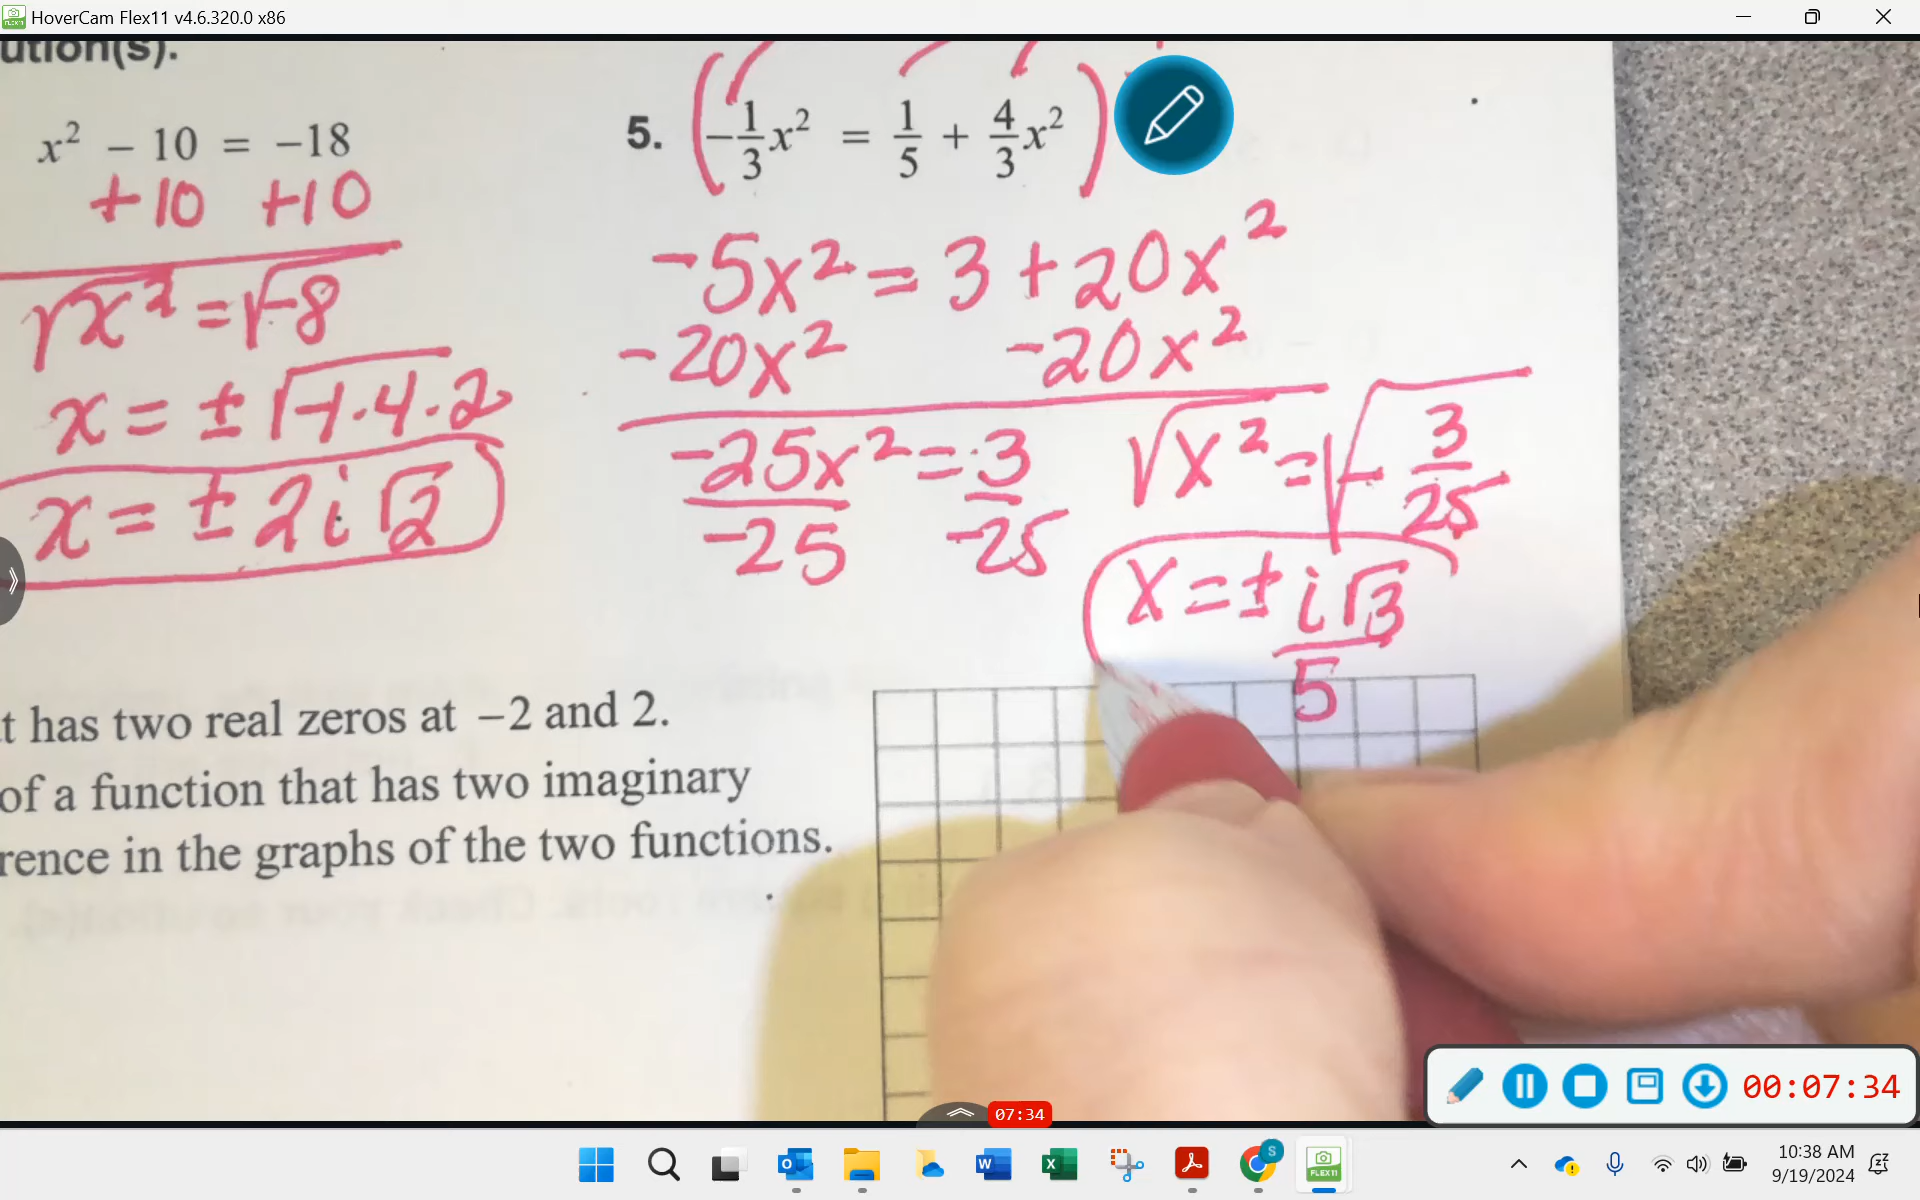 HoverCam Flex11 v4.6.320.0 x86
ution(s).
x² − 10 = −18
+10 +10
√x² = √-8
x = ± √-1·4·2
x = ± 2i √2
5. (−1/3 x² = 1/5 + 4/3 x²)
-5x² = 3 + 20x²
-20x² -20x²
-25x²/-25 = 3/-25
√x² = √-3/25
x = ± i√3/5
t has two real zeros at −2 and 2.
of a function that has two imaginary
rence in the graphs of the two functions.
00:07:34
07:34
FLEX11
10:38 AM
9/19/2024